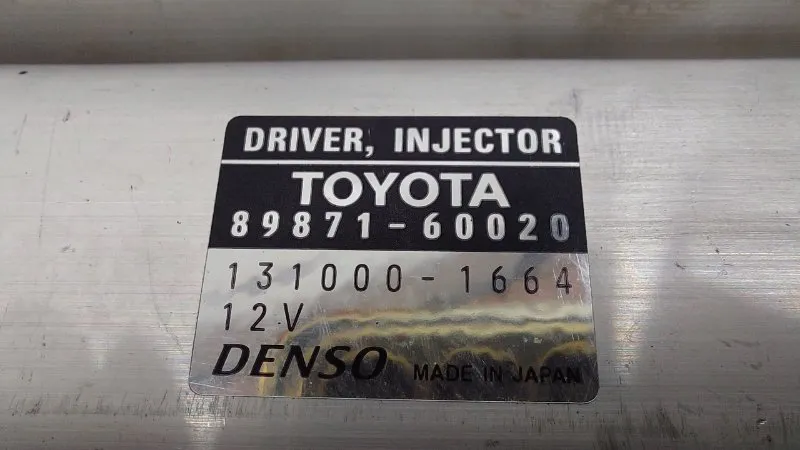 DRIVER, INJECTOR
TOYOTA
89871-60020
131000-1664
12V
DENSO MADE IN JAPAN